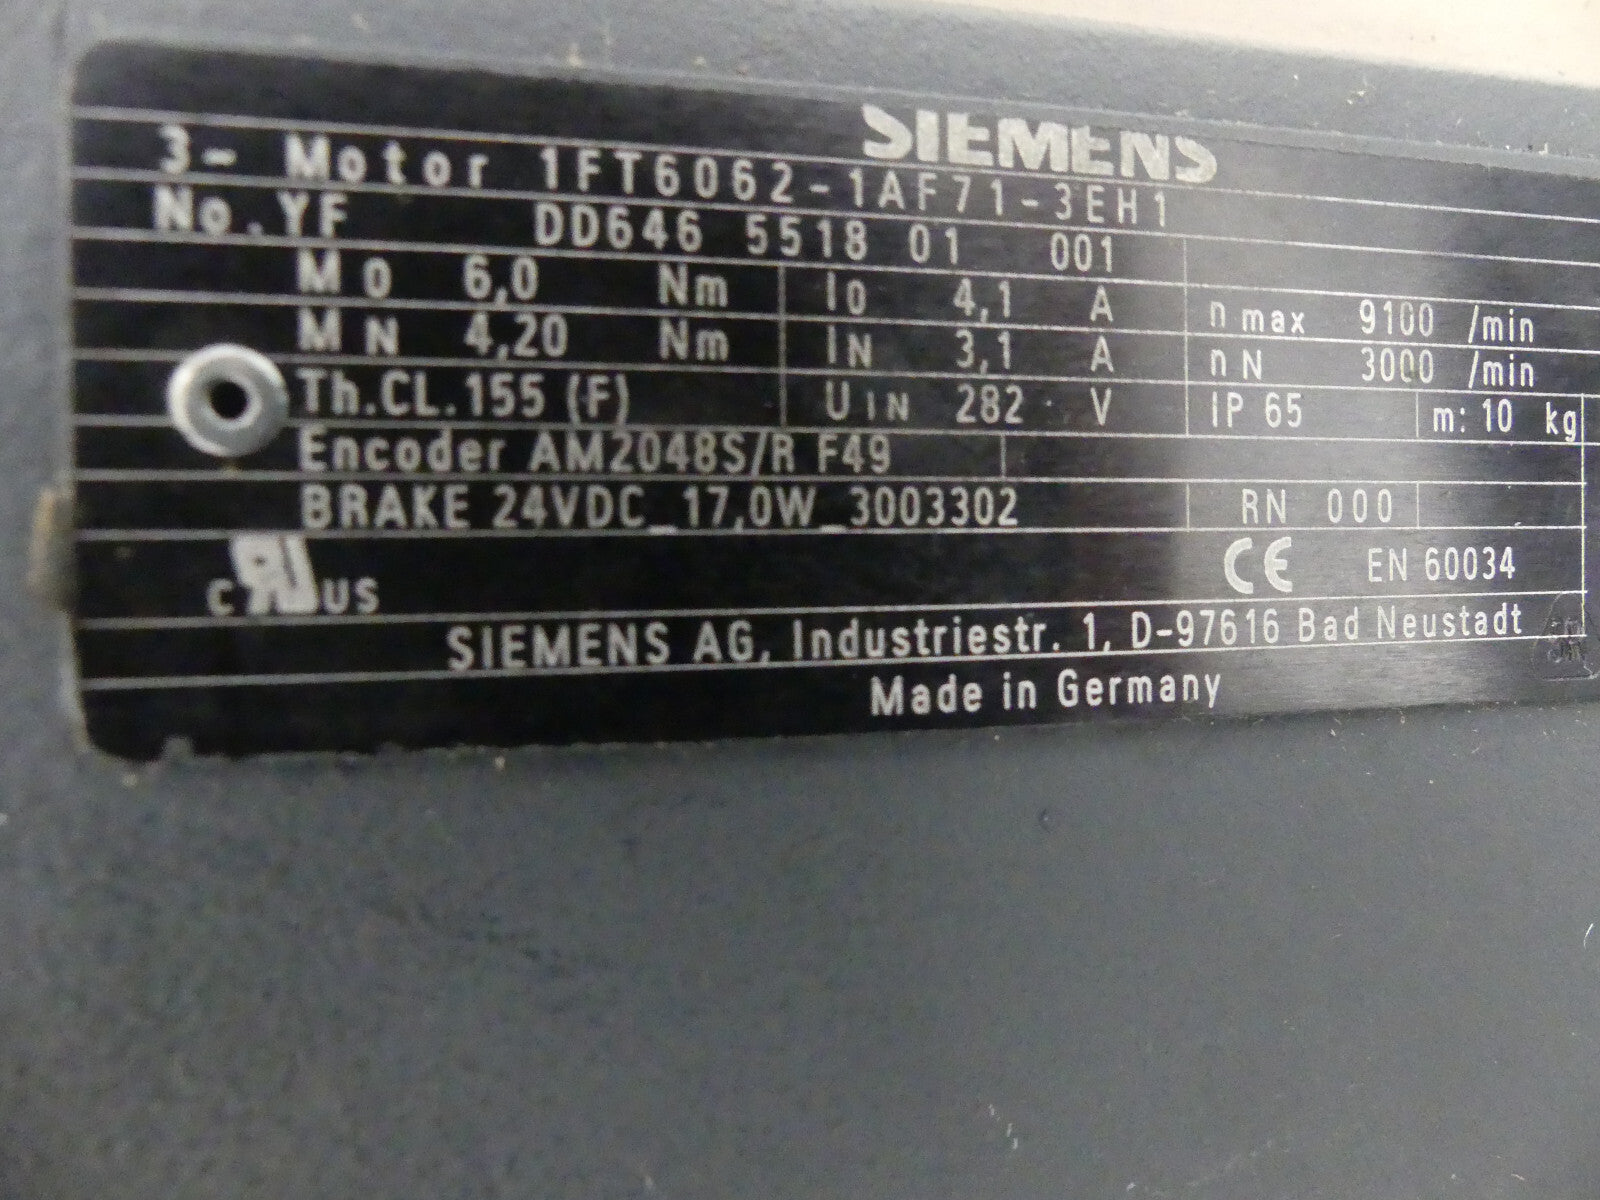 SIEMENS
3~ Motor 1FT6062-1AF71-3EH1
No. YF DD646 5518 01 001
M0 6,0 Nm I0 4,1 A n max 9100 /min
MN 4,20 Nm IN 3,1 A nN 3000 /min
Th.CL.155 (F) UIN 282 V IP 65 m: 10 kg
Encoder AM2048S/R F49
BRAKE 24VDC_17,0W_3003302 RN 000
c RU US CE EN 60034
SIEMENS AG, Industriestr. 1, D-97616 Bad Neustadt
Made in Germany